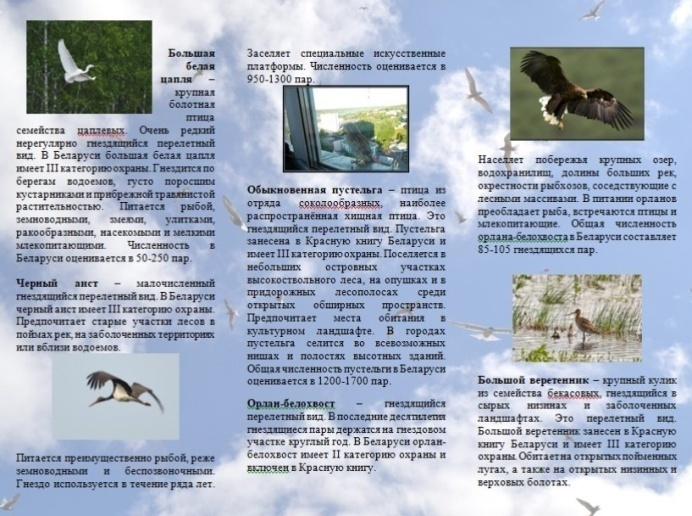 Большая
белая
цапля –
крупная
болотная
птица
семейства цаплевых. Очень редкий
нерегулярно гнездящийся перелетный
вид. В Беларуси большая белая цапля
имеет III категорию охраны. Гнездится по
берегам водоемов, густо поросшим
кустарниками и прибрежной травянистой
растительностью. Питается рыбой,
земноводными, змеями, улитками,
ракообразными, насекомыми и мелкими
млекопитающими. Численность в
Беларуси оценивается в 50-250 пар.
Черный аист – малочисленный
гнездящийся перелетный вид. В Беларуси
черный аист имеет III категорию охраны.
Предпочитает старые участки лесов в
поймах рек, на заболоченных территориях
или вблизи водоемов.
Питается преимущественно рыбой, реже
земноводными и беспозвоночными.
Гнездо используется в течение ряда лет.
Заселяет специальные искусственные
платформы. Численность оценивается в
950-1300 пар.
Обыкновенная пустельга – птица из
отряда соколообразных, наиболее
распространённая хищная птица. Это
гнездящийся перелетный вид. Пустельга
занесена в Красную книгу Беларуси и
имеет III категорию охраны. Поселяется в
небольших островных участках
высокоствольного леса, на опушках и в
придорожных лесополосах среди
открытых обширных пространств.
Предпочитает места обитания в
культурном ландшафте. В городах
пустельга селится во всевозможных
нишах и полостях высотных зданий.
Общая численность пустельги в Беларуси
оценивается в 1200-1700 пар.
Орлан-белохвост – гнездящийся
перелетный вид. В последние десятилетия
гнездящиеся пары держатся на гнездовом
участке круглый год. В Беларуси орлан-
белохвост имеет II категорию охраны и
включен в Красную книгу.
Населяет побережья крупных озер,
водохранилищ, долины больших рек,
окрестности рыбхозов, соседствующие с
лесными массивами. В питании орланов
преобладает рыба, встречаются птицы и
млекопитающие. Общая численность
орлана-белохвоста в Беларуси составляет
85-105 гнездящихся пар.
Большой веретенник – крупный кулик
из семейства бекасовых, гнездящийся в
сырых низинах и заболоченных
ландшафтах. Это перелетный вид.
Большой веретенник занесен в Красную
книгу Беларуси и имеет III категорию
охраны. Обитает на открытых пойменных
лугах, а также на открытых низинных и
верховых болотах.